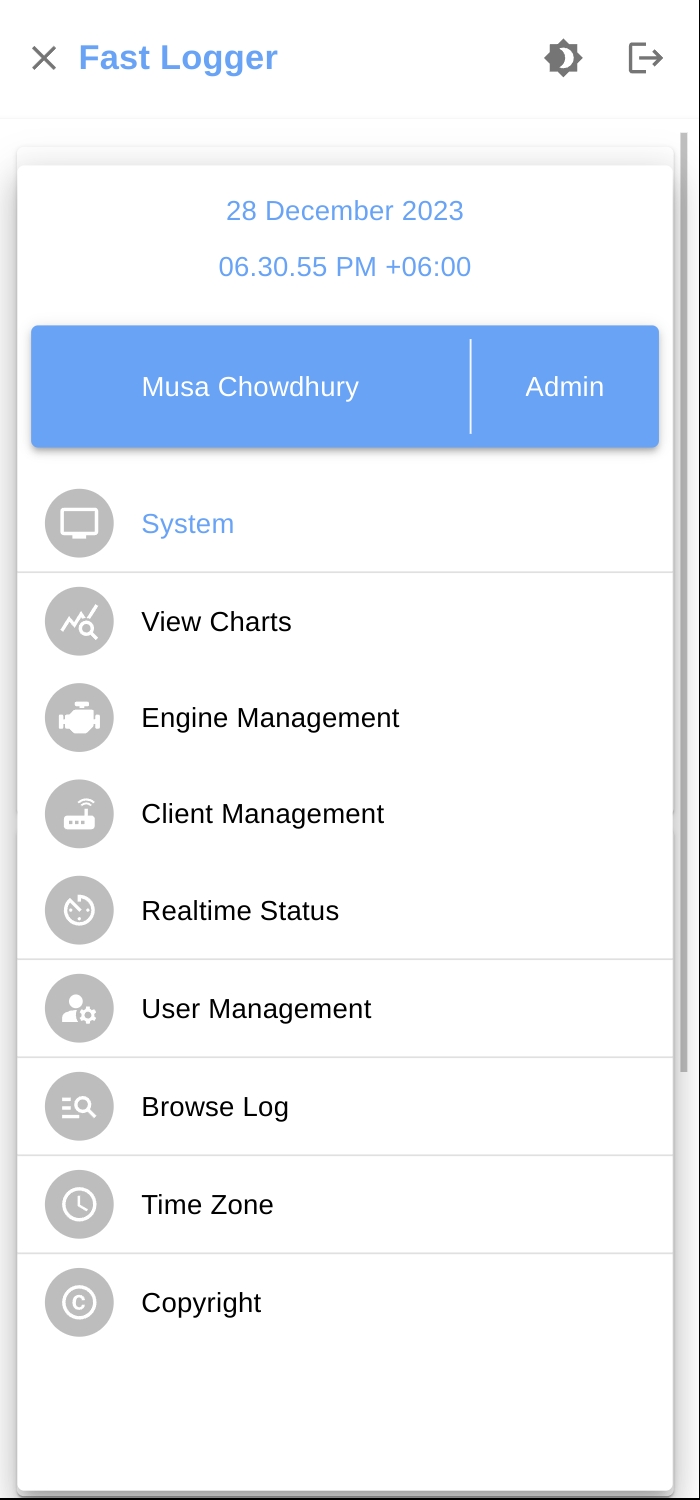 Fast Logger
28 December 2023
06.30.55 PM +06:00
Musa Chowdhury Admin
System
View Charts
Engine Management
Client Management
Realtime Status
User Management
Browse Log
Time Zone
Copyright